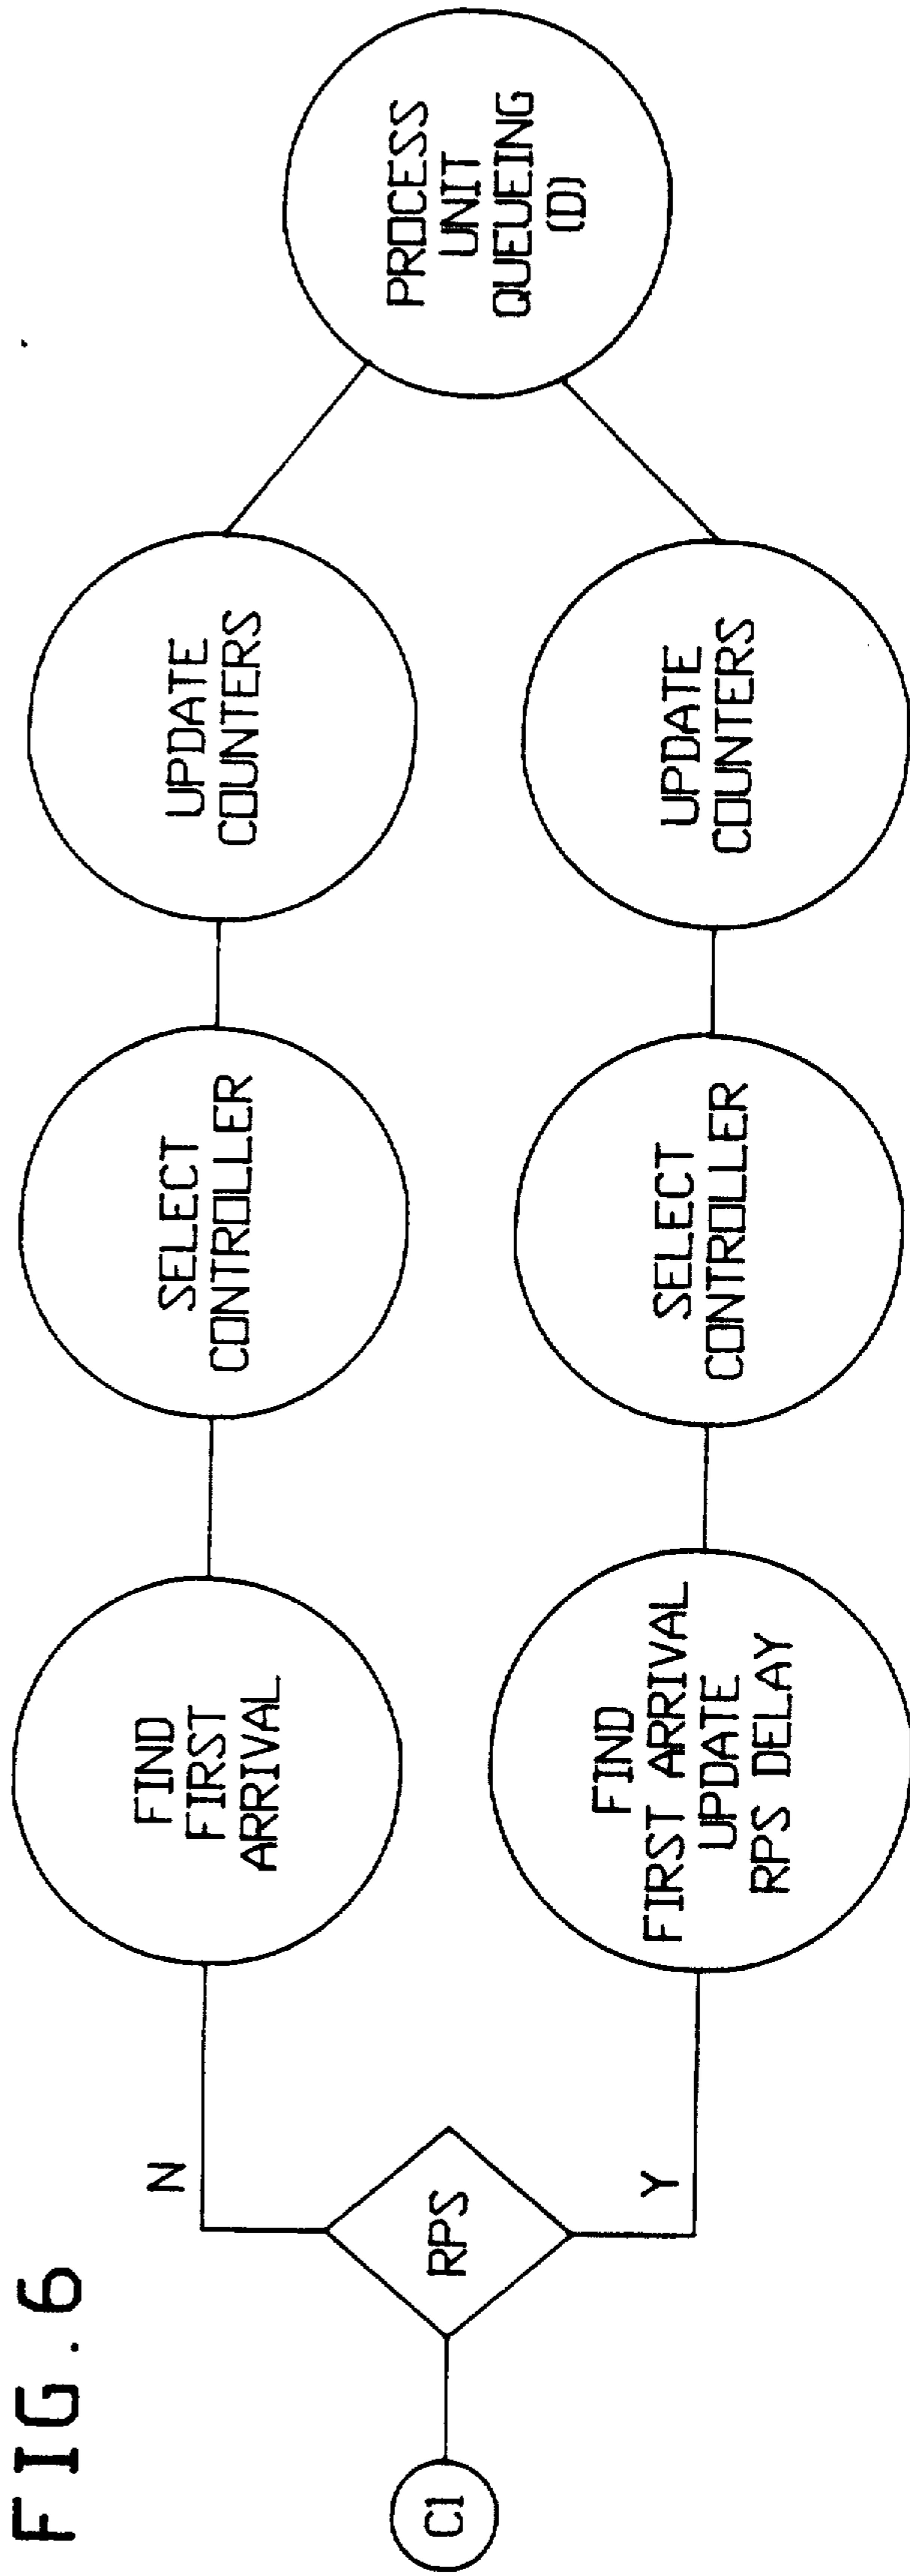 FIG. 6
C1
RPS
N
FIND
FIRST
ARRIVAL
SELECT
CONTROLLER
UPDATE
COUNTERS
Y
FIND
FIRST ARRIVAL
UPDATE
RPS DELAY
SELECT
CONTROLLER
UPDATE
COUNTERS
PROCESS
UNIT
QUEUEING
(D)